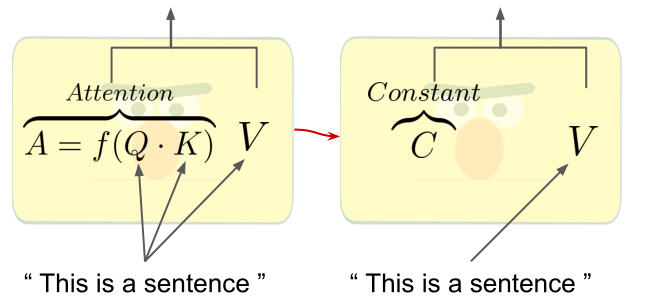 Attention
A = f(Q · K) V
“ This is a sentence ”
Constant
C V
“ This is a sentence ”